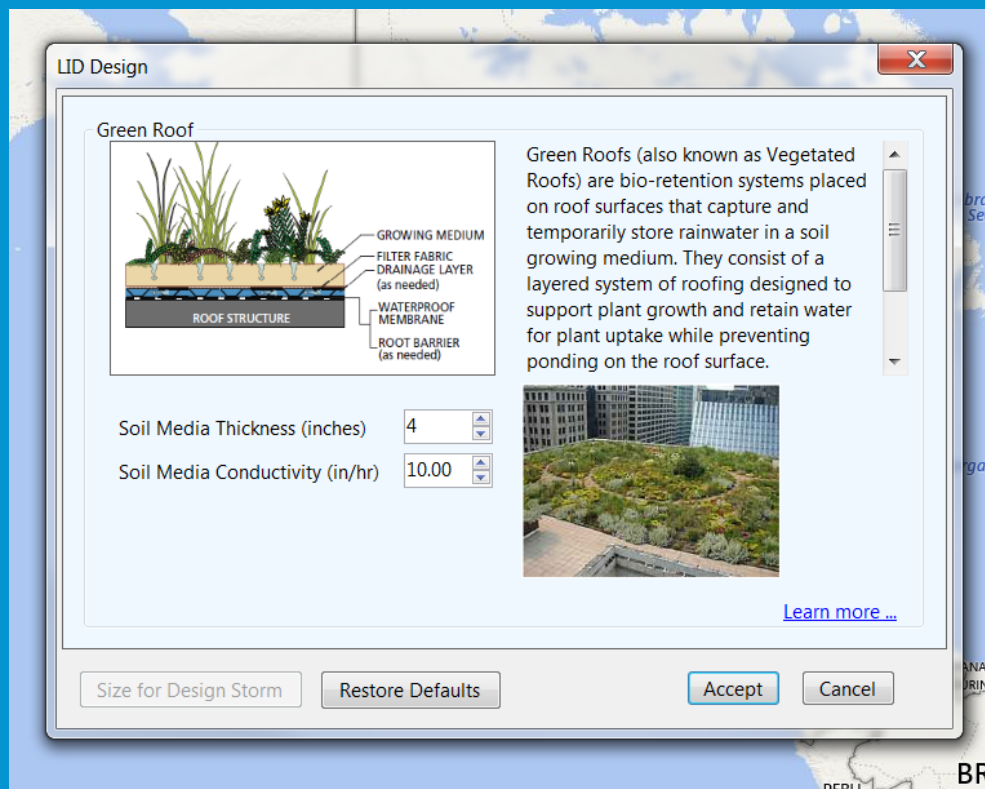 LID Design
X
Green Roof
GROWING MEDIUM
FILTER FABRIC
DRAINAGE LAYER
(as needed)
WATERPROOF
MEMBRANE
ROOT BARRIER
(as needed)
ROOF STRUCTURE
Green Roofs (also known as Vegetated
Roofs) are bio-retention systems placed
on roof surfaces that capture and
temporarily store rainwater in a soil
growing medium. They consist of a
layered system of roofing designed to
support plant growth and retain water
for plant uptake while preventing
ponding on the roof surface.
Soil Media Thickness (inches) 4
Soil Media Conductivity (in/hr) 10.00
Learn more ...
Size for Design Storm
Restore Defaults
Accept
Cancel
PERU
BR